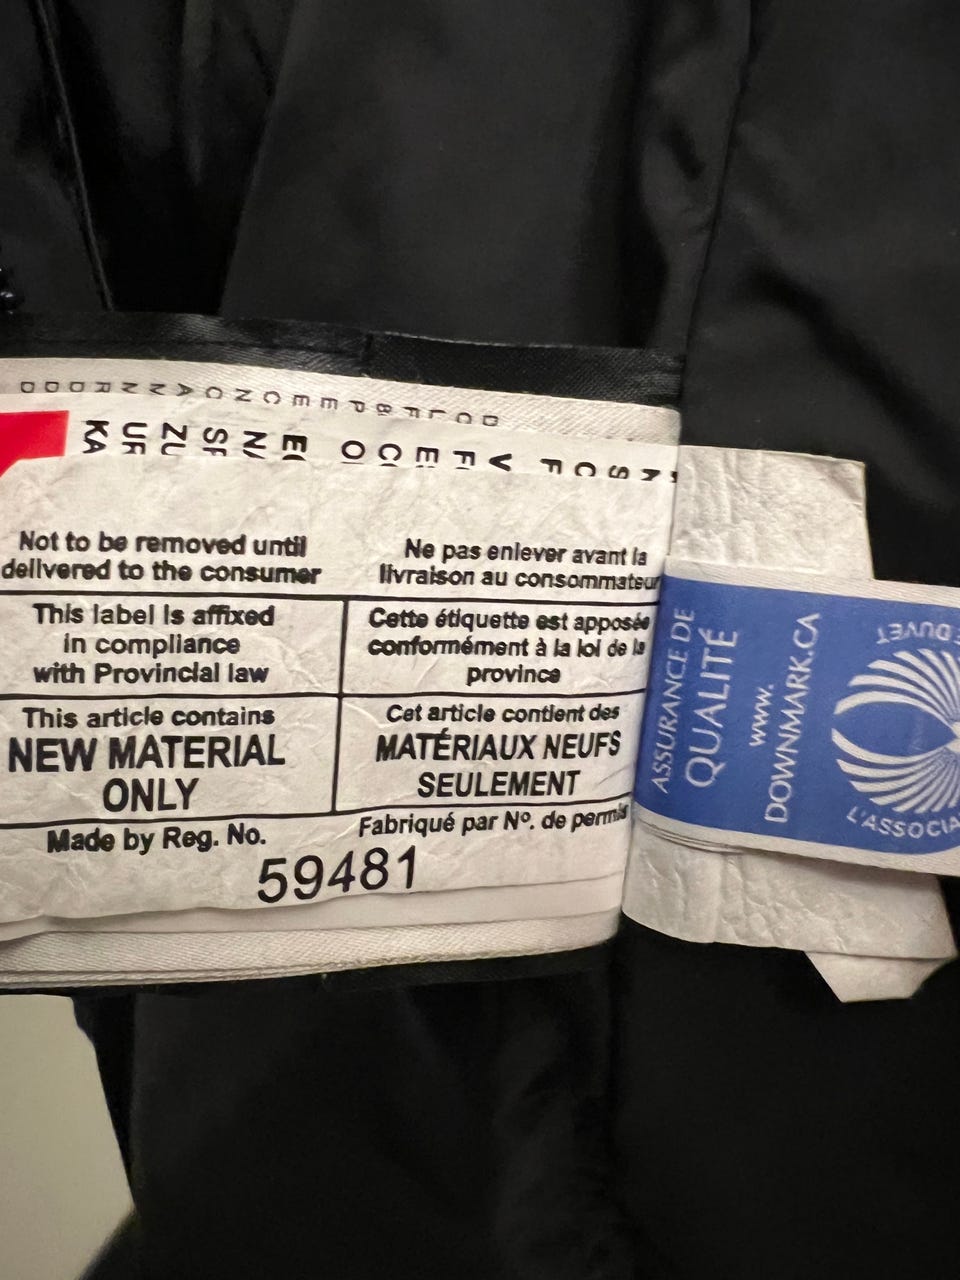 Not to be removed until
delivered to the consumer
Ne pas enlever avant la
livraison au consommateur
This label is affixed
in compliance
with Provincial law
Cette étiquette est apposée
conformément à la loi de la
province
This article contains
NEW MATERIAL
ONLY
Cet article contient des
MATÉRIAUX NEUFS
SEULEMENT
Made by Reg. No.
Fabriqué par Nº. de permis
59481
ASSURANCE DE
QUALITÉ
www.
DOWNMARK.CA
DUVET
L'ASSOCIA